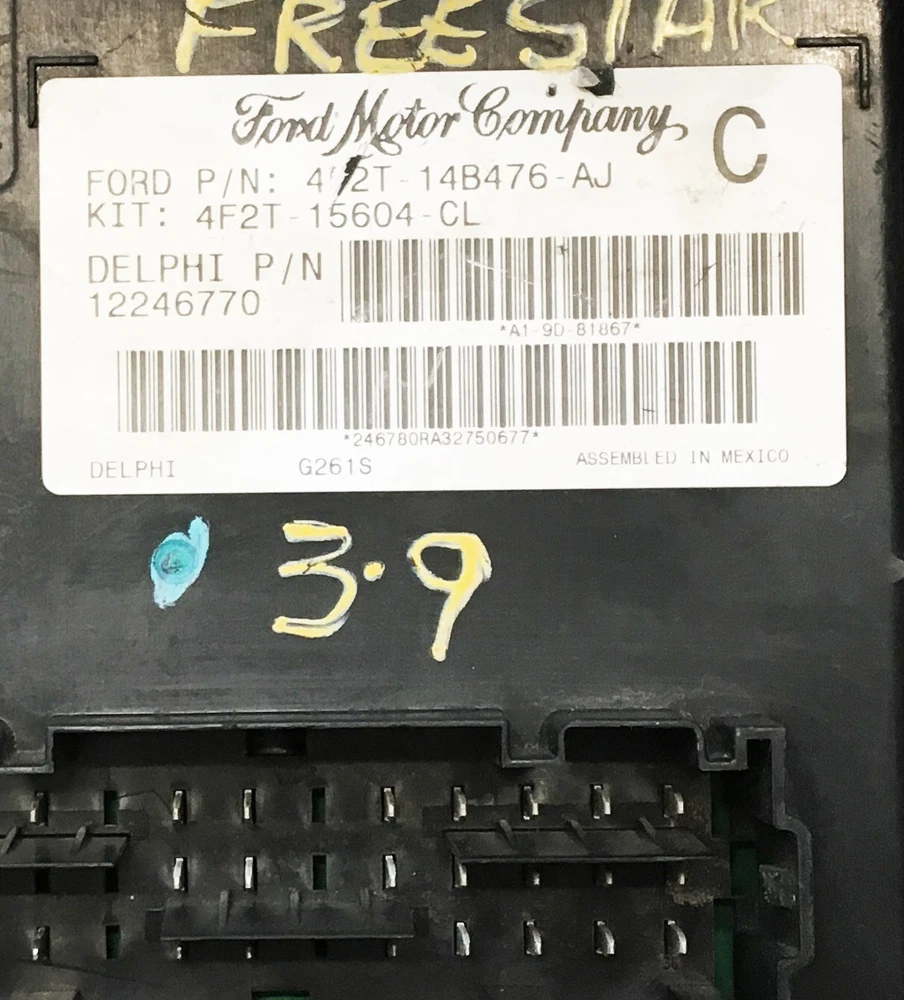 FREESTAR
Ford Motor Company
C
FORD P/N: 4F2T-14B476-AJ
KIT: 4F2T-15604-CL
DELPHI P/N
12246770
*A1-9D-81867*
*246780RA32750677*
DELPHI G261S ASSEMBLED IN MEXICO
3.9